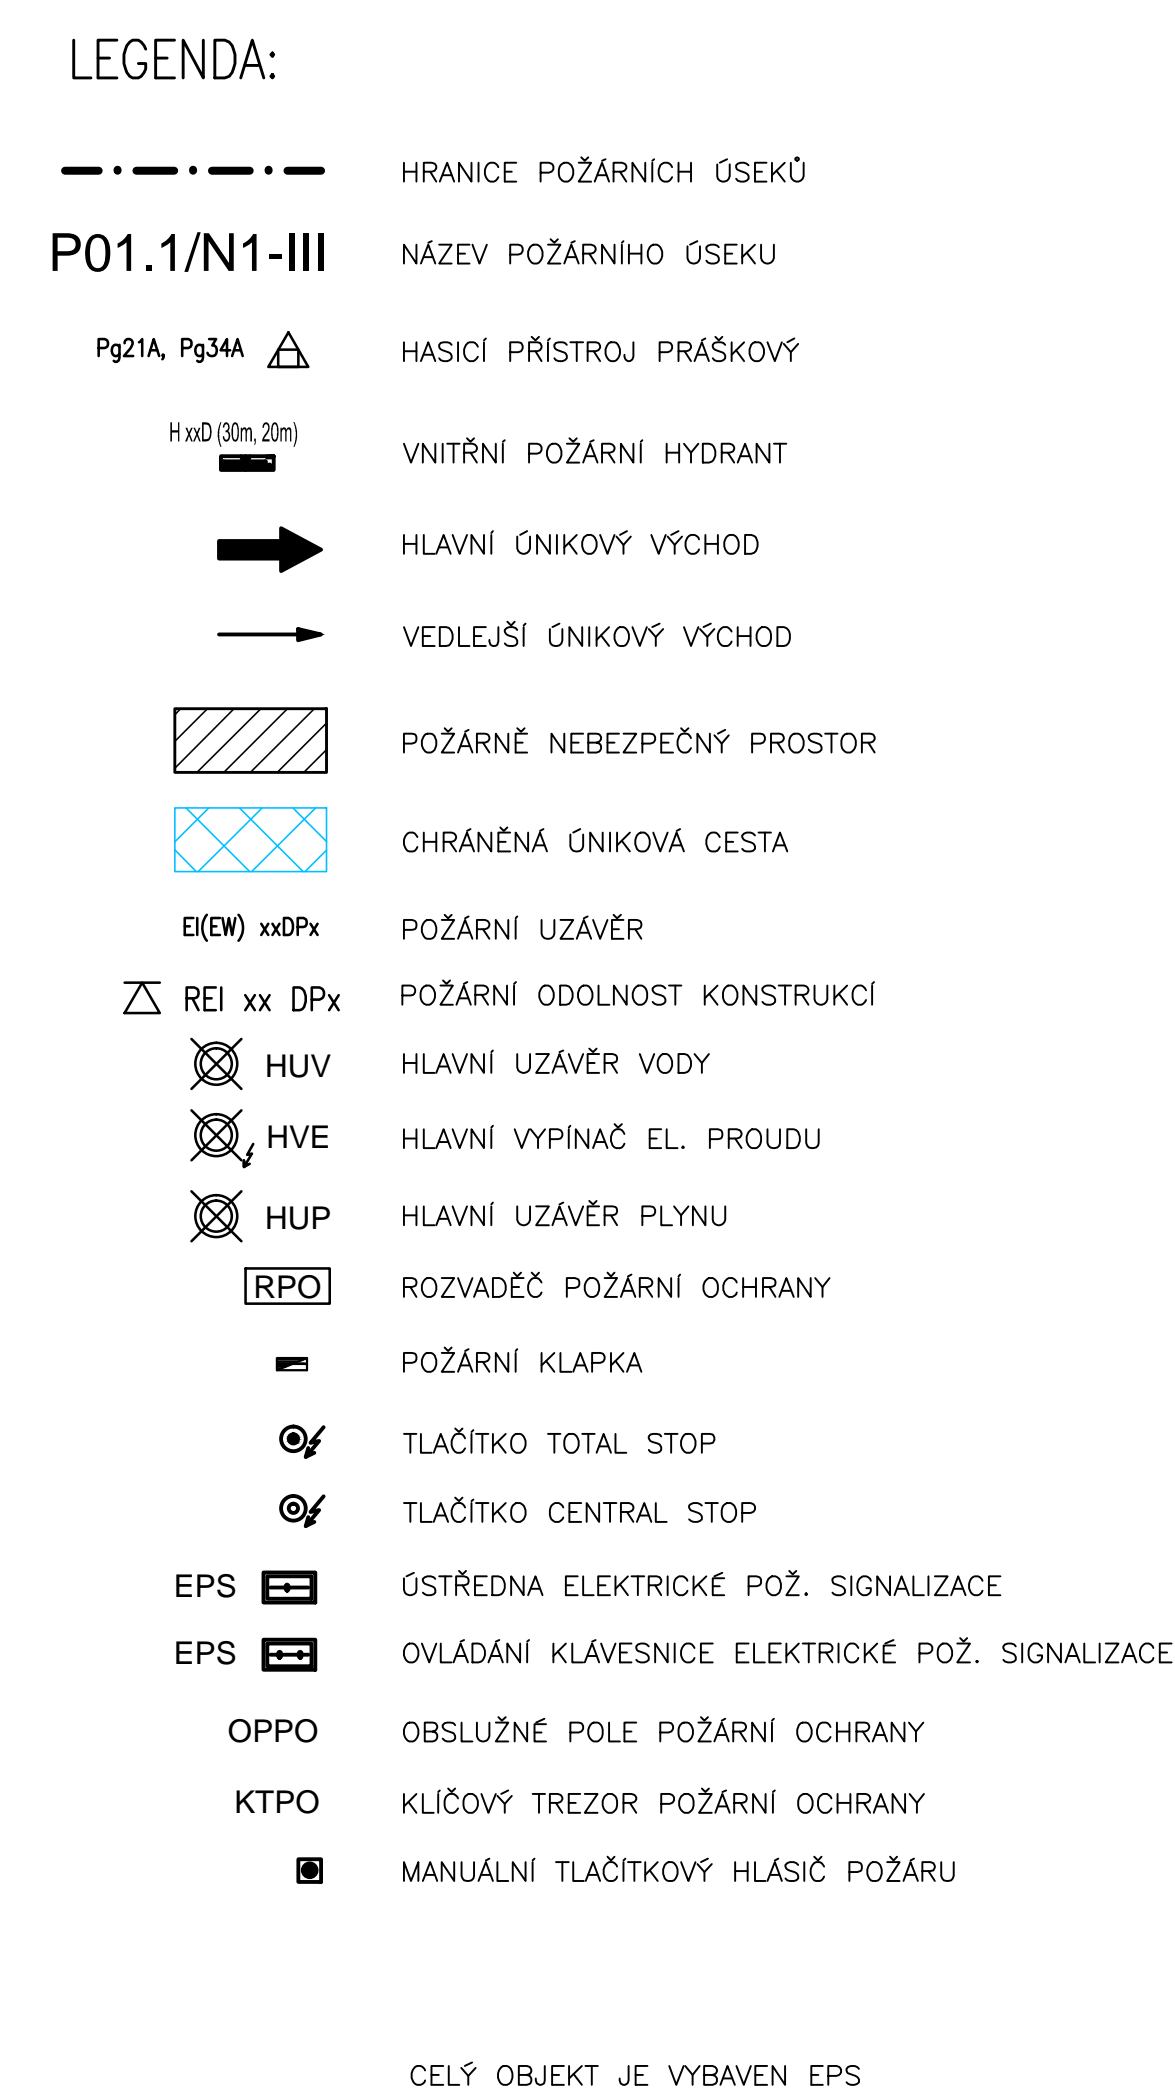 LEGENDA:
HRANICE POŽÁRNÍCH ÚSEKŮ
P01.1/N1-III NÁZEV POŽÁRNÍHO ÚSEKU
Pg21A, Pg34A HASICÍ PŘÍSTROJ PRÁŠKOVÝ
H xxD (30m, 20m)
VNITŘNÍ POŽÁRNÍ HYDRANT
HLAVNÍ ÚNIKOVÝ VÝCHOD
VEDLEJŠÍ ÚNIKOVÝ VÝCHOD
POŽÁRNĚ NEBEZPEČNÝ PROSTOR
CHRÁNĚNÁ ÚNIKOVÁ CESTA
EI(EW) xxDPx POŽÁRNÍ UZÁVĚR
REI xx DPx POŽÁRNÍ ODOLNOST KONSTRUKCÍ
HUV HLAVNÍ UZÁVĚR VODY
HVE HLAVNÍ VYPÍNAČ EL. PROUDU
HUP HLAVNÍ UZÁVĚR PLYNU
RPO ROZVADĚČ POŽÁRNÍ OCHRANY
POŽÁRNÍ KLAPKA
TLAČÍTKO TOTAL STOP
TLAČÍTKO CENTRAL STOP
EPS ÚSTŘEDNA ELEKTRICKÉ POŽ. SIGNALIZACE
EPS OVLÁDÁNÍ KLÁVESNICE ELEKTRICKÉ POŽ. SIGNALIZACE
OPPO OBSLUŽNÉ POLE POŽÁRNÍ OCHRANY
KTPO KLÍČOVÝ TREZOR POŽÁRNÍ OCHRANY
MANUÁLNÍ TLAČÍTKOVÝ HLÁSIČ POŽÁRU
CELÝ OBJEKT JE VYBAVEN EPS